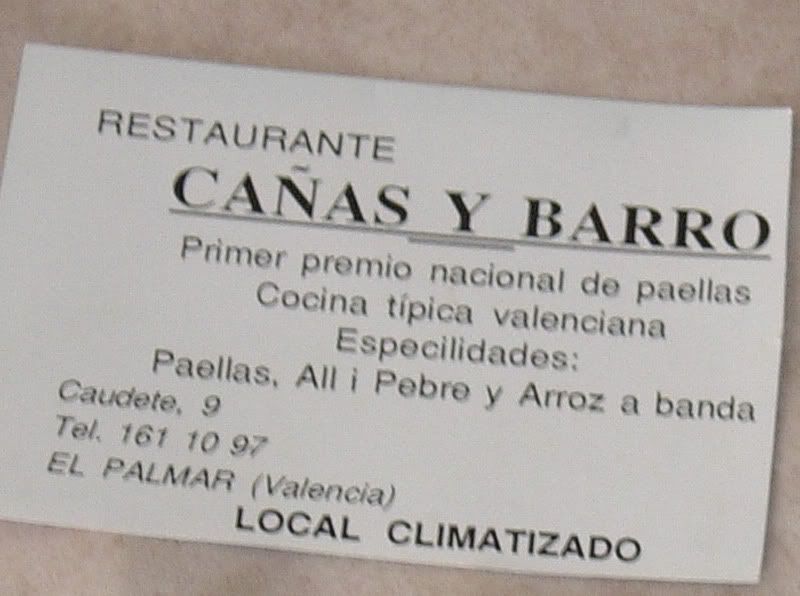 RESTAURANTE
CAÑAS Y BARRO
Primer premio nacional de paellas
Cocina típica valenciana
Especilidades:
Paellas, All i Pebre y Arroz a banda
Caudete, 9
Tel. 161 10 97
EL PALMAR (Valencia)
LOCAL CLIMATIZADO